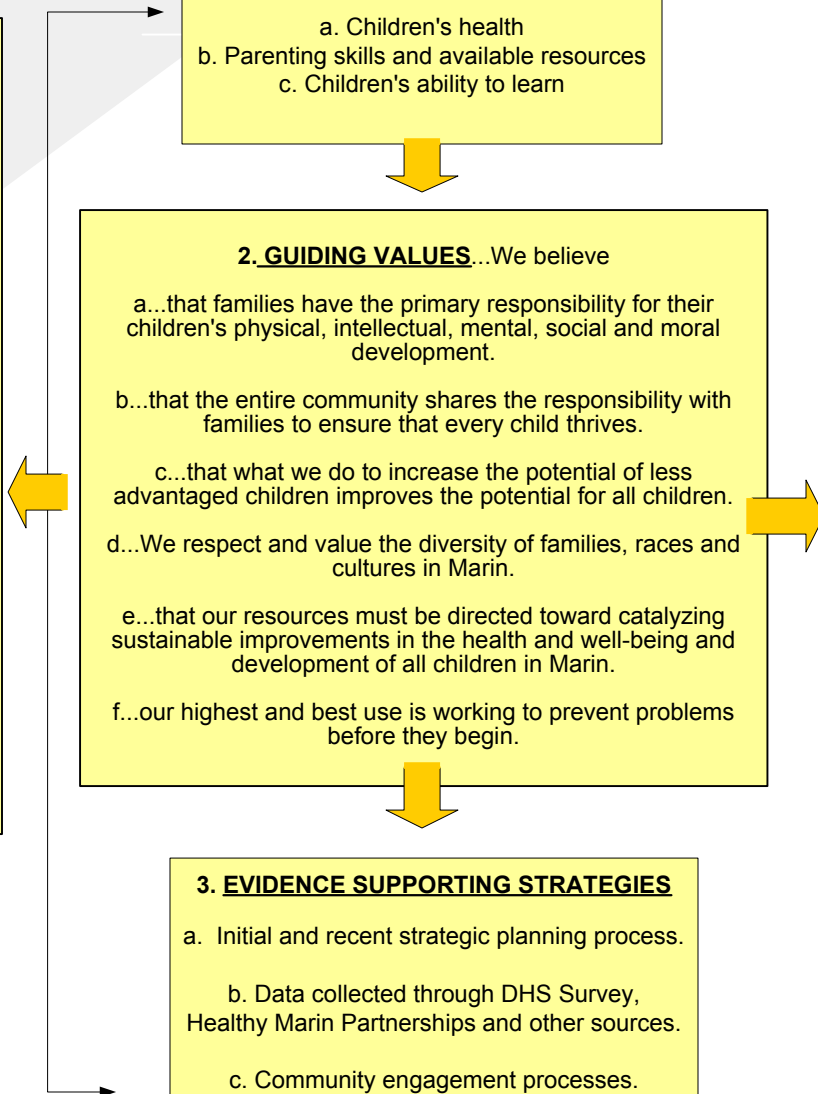 a. Children's health
b. Parenting skills and available resources
c. Children's ability to learn
2. GUIDING VALUES...We believe
a...that families have the primary responsibility for their
children's physical, intellectual, mental, social and moral
development.
b...that the entire community shares the responsibility with
families to ensure that every child thrives.
c...that what we do to increase the potential of less
advantaged children improves the potential for all children.
d...We respect and value the diversity of families, races and
cultures in Marin.
e...that our resources must be directed toward catalyzing
sustainable improvements in the health and well-being and
development of all children in Marin.
f...our highest and best use is working to prevent problems
before they begin.
3. EVIDENCE SUPPORTING STRATEGIES
a. Initial and recent strategic planning process.
b. Data collected through DHS Survey,
Healthy Marin Partnerships and other sources.
c. Community engagement processes.